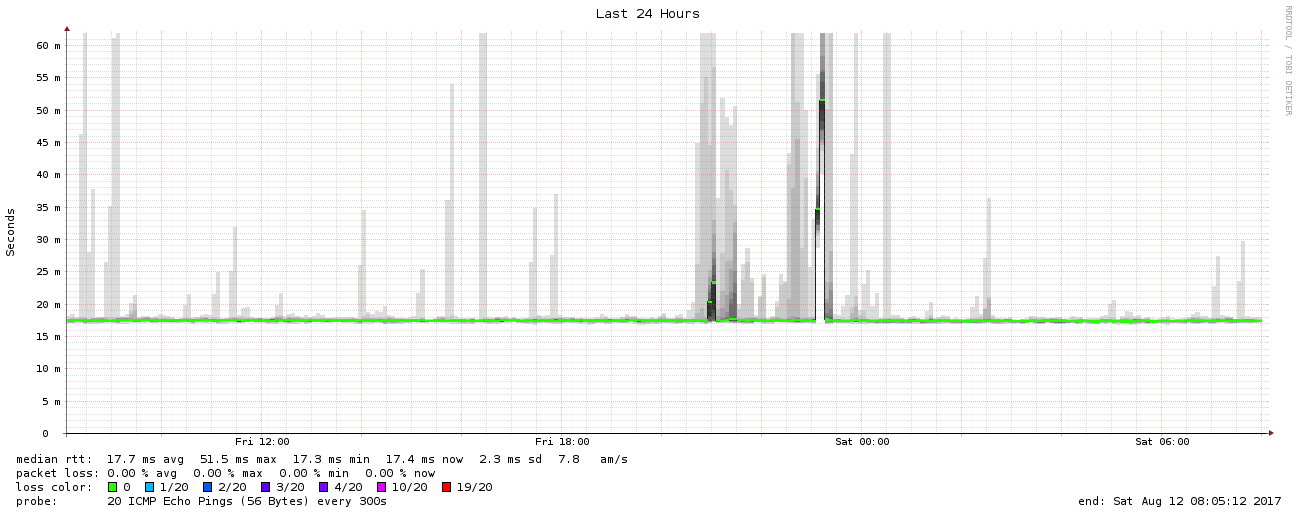 Last 24 Hours
RRDTOOL / TOBI OETIKER
Seconds
60 m
55 m
50 m
45 m
40 m
35 m
30 m
25 m
20 m
15 m
10 m
5 m
0
Fri 12:00 Fri 18:00 Sat 00:00 Sat 06:00
median rtt: 17.7 ms avg 51.5 ms max 17.3 ms min 17.4 ms now 2.3 ms sd 7.8 am/s
packet loss: 0.00 % avg 0.00 % max 0.00 % min 0.00 % now
loss color: 0 1/20 2/20 3/20 4/20 10/20 19/20
probe: 20 ICMP Echo Pings (56 Bytes) every 300s end: Sat Aug 12 08:05:12 2017